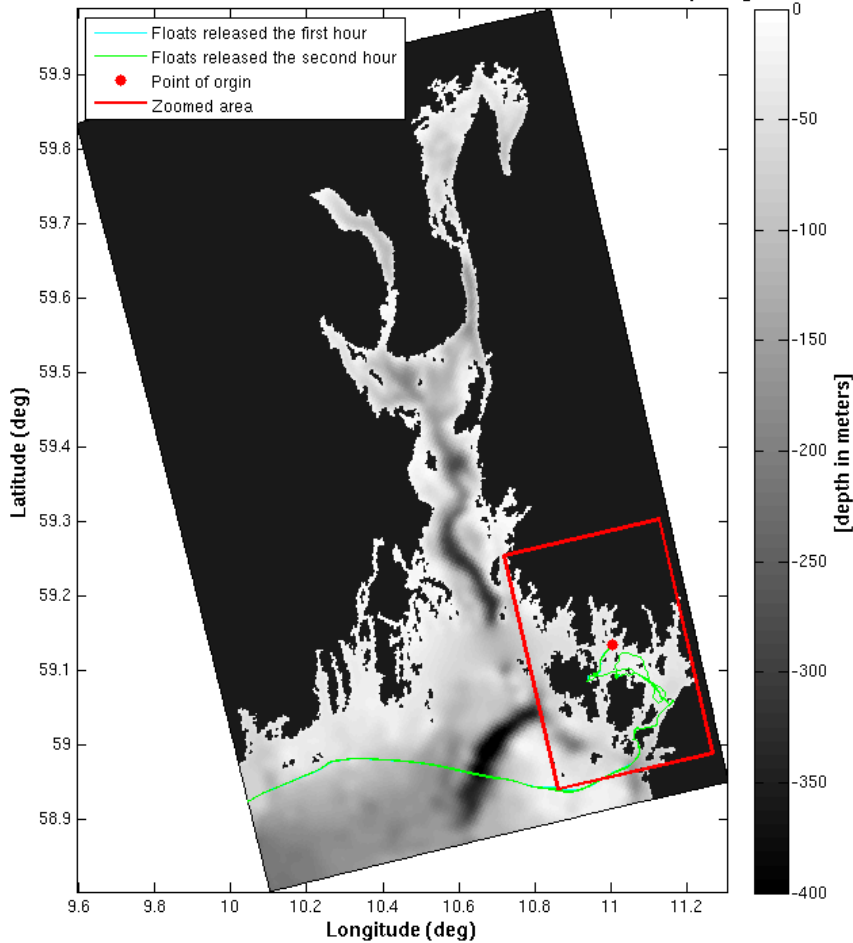 Floats released the first hour
Floats released the second hour
Point of orgin
Zoomed area
59.9
59.8
59.7
59.6
59.5
59.4
59.3
59.2
59.1
59
58.9
Latitude (deg)
9.6 9.8 10 10.2 10.4 10.6 10.8 11 11.2
Longitude (deg)
0
-50
-100
-150
-200
-250
-300
-350
-400
[depth in meters]